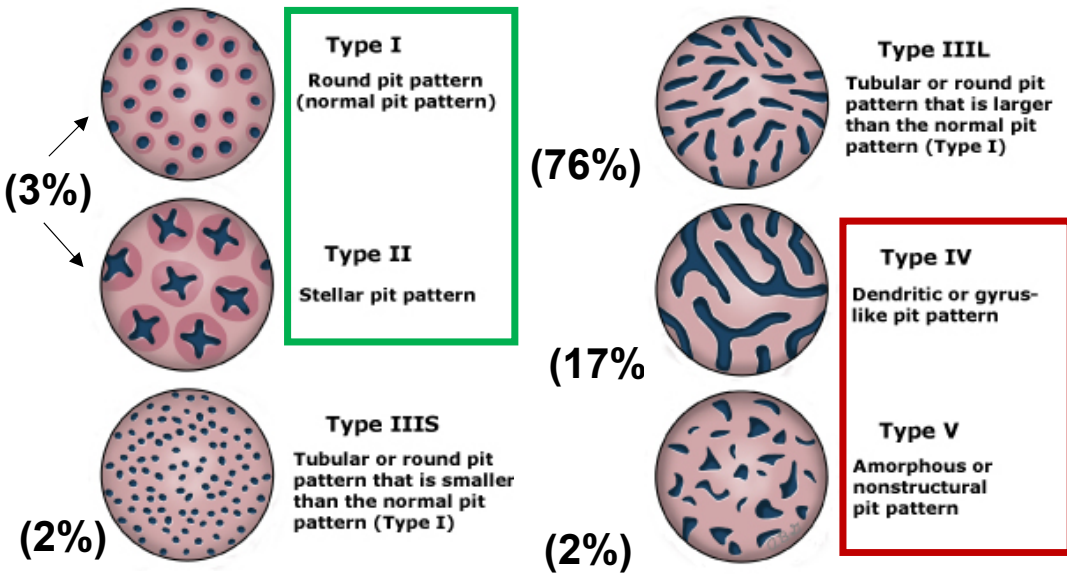 Type I
Round pit pattern
(normal pit pattern)
(3%)
Type II
Stellar pit pattern
Type IIIS
Tubular or round pit
pattern that is smaller
than the normal pit
pattern (Type I)
(2%)
Type IIIL
Tubular or round pit
pattern that is larger
than the normal pit
pattern (Type I)
(76%)
Type IV
Dendritic or gyrus-
like pit pattern
(17%
Type V
Amorphous or
nonstructural
pit pattern
(2%)